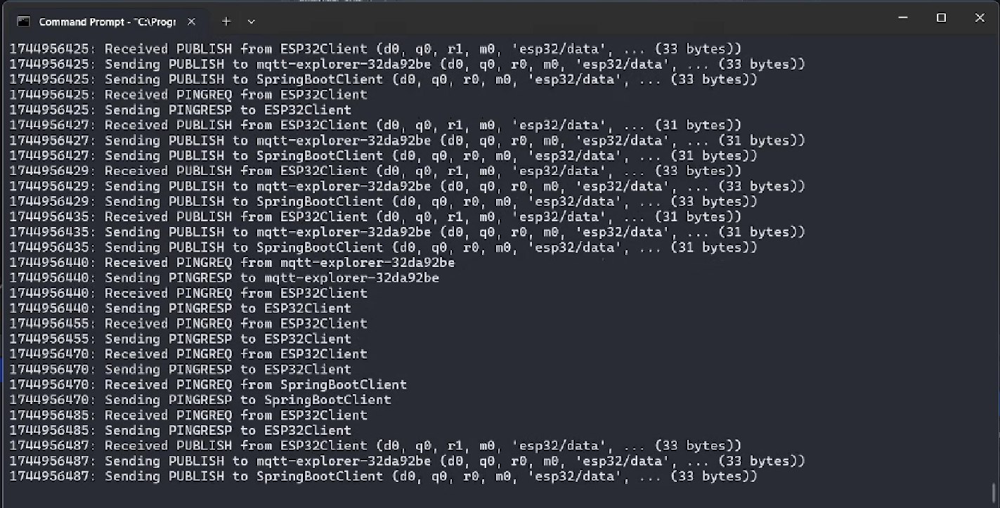 Command Prompt - "C:\Progr
1744956425: Received PUBLISH from ESP32Client (d0, q0, r1, m0, 'esp32/data', ... (33 bytes))
1744956425: Sending PUBLISH to mqtt-explorer-32da92be (d0, q0, r0, m0, 'esp32/data', ... (33 bytes))
1744956425: Sending PUBLISH to SpringBootClient (d0, q0, r0, m0, 'esp32/data', ... (33 bytes))
1744956425: Received PINGREQ from ESP32Client
1744956425: Sending PINGRESP to ESP32Client
1744956427: Received PUBLISH from ESP32Client (d0, q0, r1, m0, 'esp32/data', ... (31 bytes))
1744956427: Sending PUBLISH to mqtt-explorer-32da92be (d0, q0, r0, m0, 'esp32/data', ... (31 bytes))
1744956427: Sending PUBLISH to SpringBootClient (d0, q0, r0, m0, 'esp32/data', ... (31 bytes))
1744956429: Received PUBLISH from ESP32Client (d0, q0, r1, m0, 'esp32/data', ... (33 bytes))
1744956429: Sending PUBLISH to mqtt-explorer-32da92be (d0, q0, r0, m0, 'esp32/data', ... (33 bytes))
1744956429: Sending PUBLISH to SpringBootClient (d0, q0, r0, m0, 'esp32/data', ... (33 bytes))
1744956435: Received PUBLISH from ESP32Client (d0, q0, r1, m0, 'esp32/data', ... (31 bytes))
1744956435: Sending PUBLISH to mqtt-explorer-32da92be (d0, q0, r0, m0, 'esp32/data', ... (31 bytes))
1744956435: Sending PUBLISH to SpringBootClient (d0, q0, r0, m0, 'esp32/data', ... (31 bytes))
1744956440: Received PINGREQ from mqtt-explorer-32da92be
1744956440: Sending PINGRESP to mqtt-explorer-32da92be
1744956440: Received PINGREQ from ESP32Client
1744956440: Sending PINGRESP to ESP32Client
1744956455: Received PINGREQ from ESP32Client
1744956455: Sending PINGRESP to ESP32Client
1744956470: Received PINGREQ from ESP32Client
1744956470: Sending PINGRESP to ESP32Client
1744956470: Received PINGREQ from SpringBootClient
1744956470: Sending PINGRESP to SpringBootClient
1744956485: Received PINGREQ from ESP32Client
1744956485: Sending PINGRESP to ESP32Client
1744956487: Received PUBLISH from ESP32Client (d0, q0, r1, m0, 'esp32/data', ... (33 bytes))
1744956487: Sending PUBLISH to mqtt-explorer-32da92be (d0, q0, r0, m0, 'esp32/data', ... (33 bytes))
1744956487: Sending PUBLISH to SpringBootClient (d0, q0, r0, m0, 'esp32/data', ... (33 bytes))